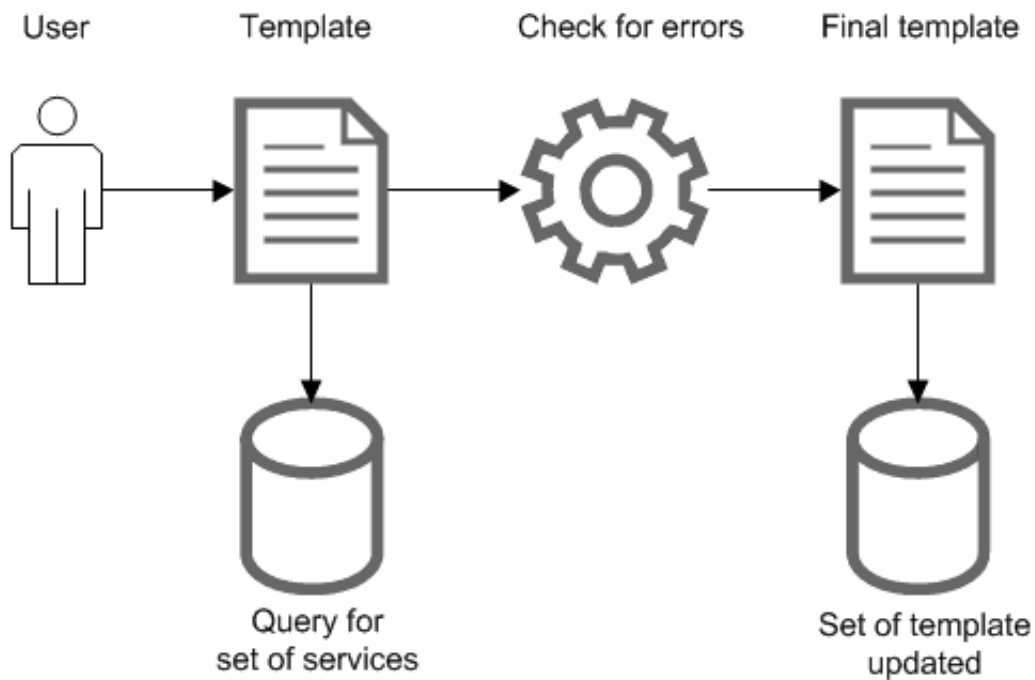 User
Template
Check for errors
Final template
Query for
set of services
Set of template
updated